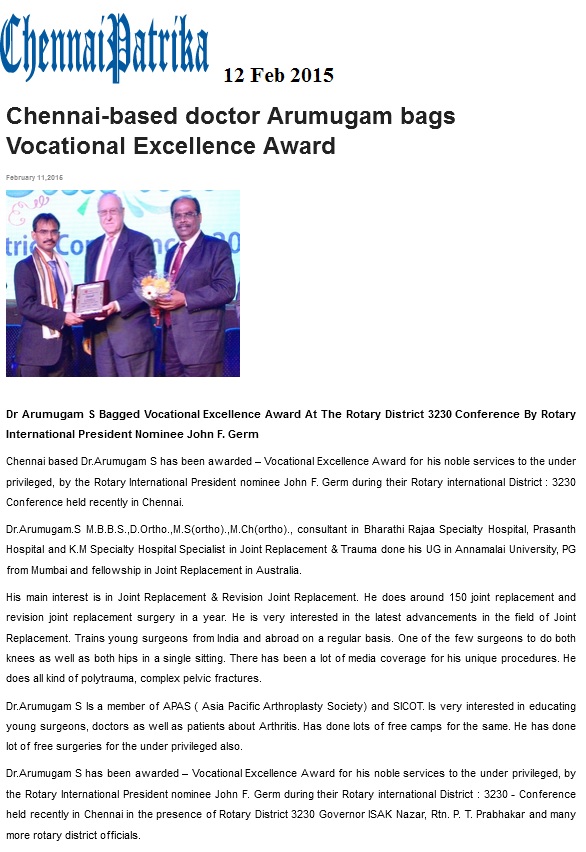 ChennaiPatrika
12 Feb 2015
Chennai-based doctor Arumugam bags
Vocational Excellence Award
February 11,2015
trict Conference 20
Dr Arumugam S Bagged Vocational Excellence Award At The Rotary District 3230 Conference By Rotary
International President Nominee John F. Germ
Chennai based Dr.Arumugam S has been awarded – Vocational Excellence Award for his noble services to the under
privileged, by the Rotary International President nominee John F. Germ during their Rotary international District : 3230
Conference held recently in Chennai.
Dr.Arumugam.S M.B.B.S.,D.Ortho.,M.S(ortho).,M.Ch(ortho)., consultant in Bharathi Rajaa Specialty Hospital, Prasanth
Hospital and K.M Specialty Hospital Specialist in Joint Replacement & Trauma done his UG in Annamalai University, PG
from Mumbai and fellowship in Joint Replacement in Australia.
His main interest is in Joint Replacement & Revision Joint Replacement. He does around 150 joint replacement and
revision joint replacement surgery in a year. He is very interested in the latest advancements in the field of Joint
Replacement. Trains young surgeons from India and abroad on a regular basis. One of the few surgeons to do both
knees as well as both hips in a single sitting. There has been a lot of media coverage for his unique procedures. He
does all kind of polytrauma, complex pelvic fractures.
Dr.Arumugam S Is a member of APAS ( Asia Pacific Arthroplasty Society) and SICOT. Is very interested in educating
young surgeons, doctors as well as patients about Arthritis. Has done lots of free camps for the same. He has done
lot of free surgeries for the under privileged also.
Dr.Arumugam S has been awarded – Vocational Excellence Award for his noble services to the under privileged, by
the Rotary International President nominee John F. Germ during their Rotary international District : 3230 - Conference
held recently in Chennai in the presence of Rotary District 3230 Governor ISAK Nazar, Rtn. P. T. Prabhakar and many
more rotary district officials.